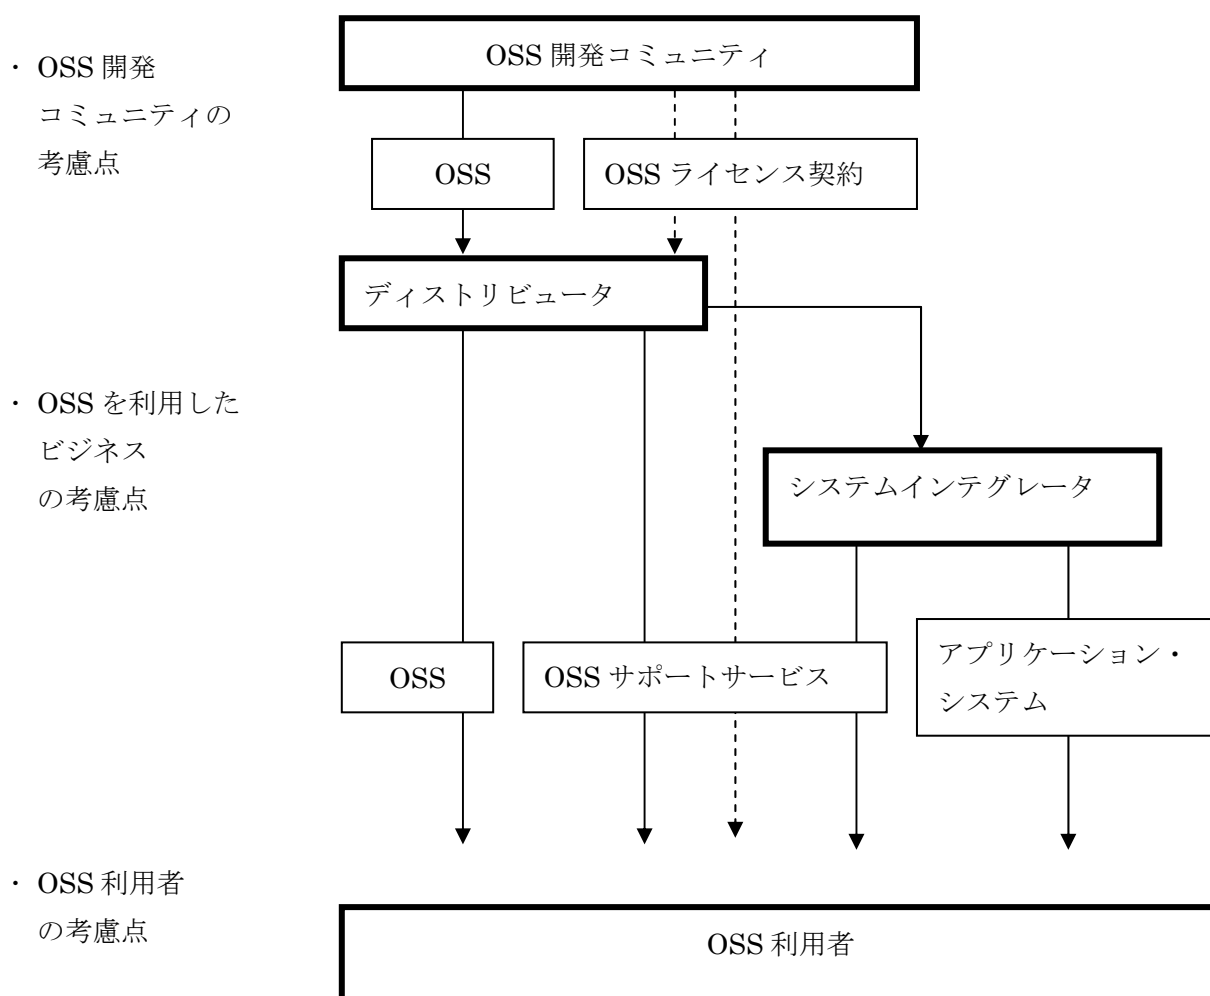 OSS 開発コミュニティ
・ OSS 開発
コミュニティの
考慮点
OSS
OSS ライセンス契約
ディストリビュータ
・ OSS を利用した
ビジネス
の考慮点
システムインテグレータ
OSS
OSS サポートサービス
アプリケーション・
システム
・ OSS 利用者
の考慮点
OSS 利用者